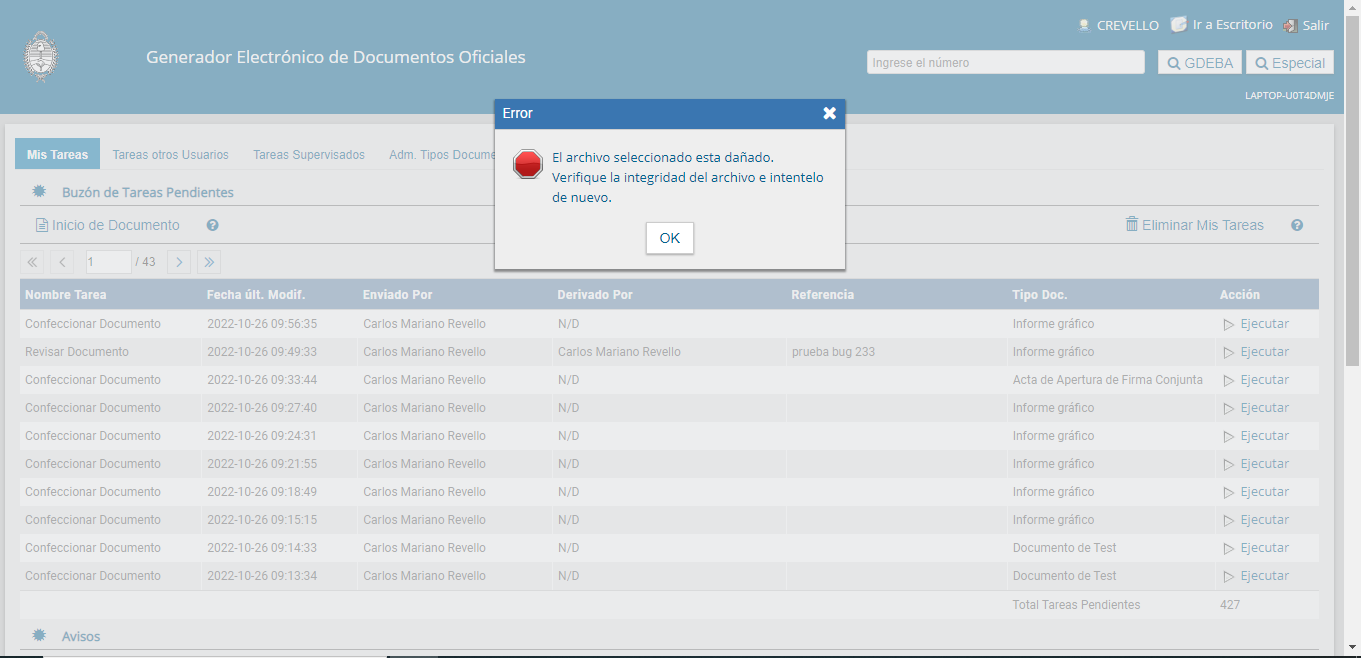 CREVELLO Ir a Escritorio Salir
Generador Electrónico de Documentos Oficiales
Ingrese el número GDEBA Especial
LAPTOP-U0T4DMJE
Error
El archivo seleccionado esta dañado.
Verifique la integridad del archivo e intentelo
de nuevo.
OK
Mis Tareas Tareas otros Usuarios Tareas Supervisados Adm. Tipos Docume
Buzón de Tareas Pendientes
Inicio de Documento Eliminar Mis Tareas
1 / 43
Nombre Tarea Fecha últ. Modif. Enviado Por Derivado Por Referencia Tipo Doc. Acción
Confeccionar Documento 2022-10-26 09:56:35 Carlos Mariano Revello N/D Informe gráfico Ejecutar
Revisar Documento 2022-10-26 09:49:33 Carlos Mariano Revello Carlos Mariano Revello prueba bug 233 Informe gráfico Ejecutar
Confeccionar Documento 2022-10-26 09:33:44 Carlos Mariano Revello N/D Acta de Apertura de Firma Conjunta Ejecutar
Confeccionar Documento 2022-10-26 09:27:40 Carlos Mariano Revello N/D Informe gráfico Ejecutar
Confeccionar Documento 2022-10-26 09:24:31 Carlos Mariano Revello N/D Informe gráfico Ejecutar
Confeccionar Documento 2022-10-26 09:21:55 Carlos Mariano Revello N/D Informe gráfico Ejecutar
Confeccionar Documento 2022-10-26 09:18:49 Carlos Mariano Revello N/D Informe gráfico Ejecutar
Confeccionar Documento 2022-10-26 09:15:15 Carlos Mariano Revello N/D Informe gráfico Ejecutar
Confeccionar Documento 2022-10-26 09:14:33 Carlos Mariano Revello N/D Documento de Test Ejecutar
Confeccionar Documento 2022-10-26 09:13:34 Carlos Mariano Revello N/D Documento de Test Ejecutar
Total Tareas Pendientes 427
Avisos